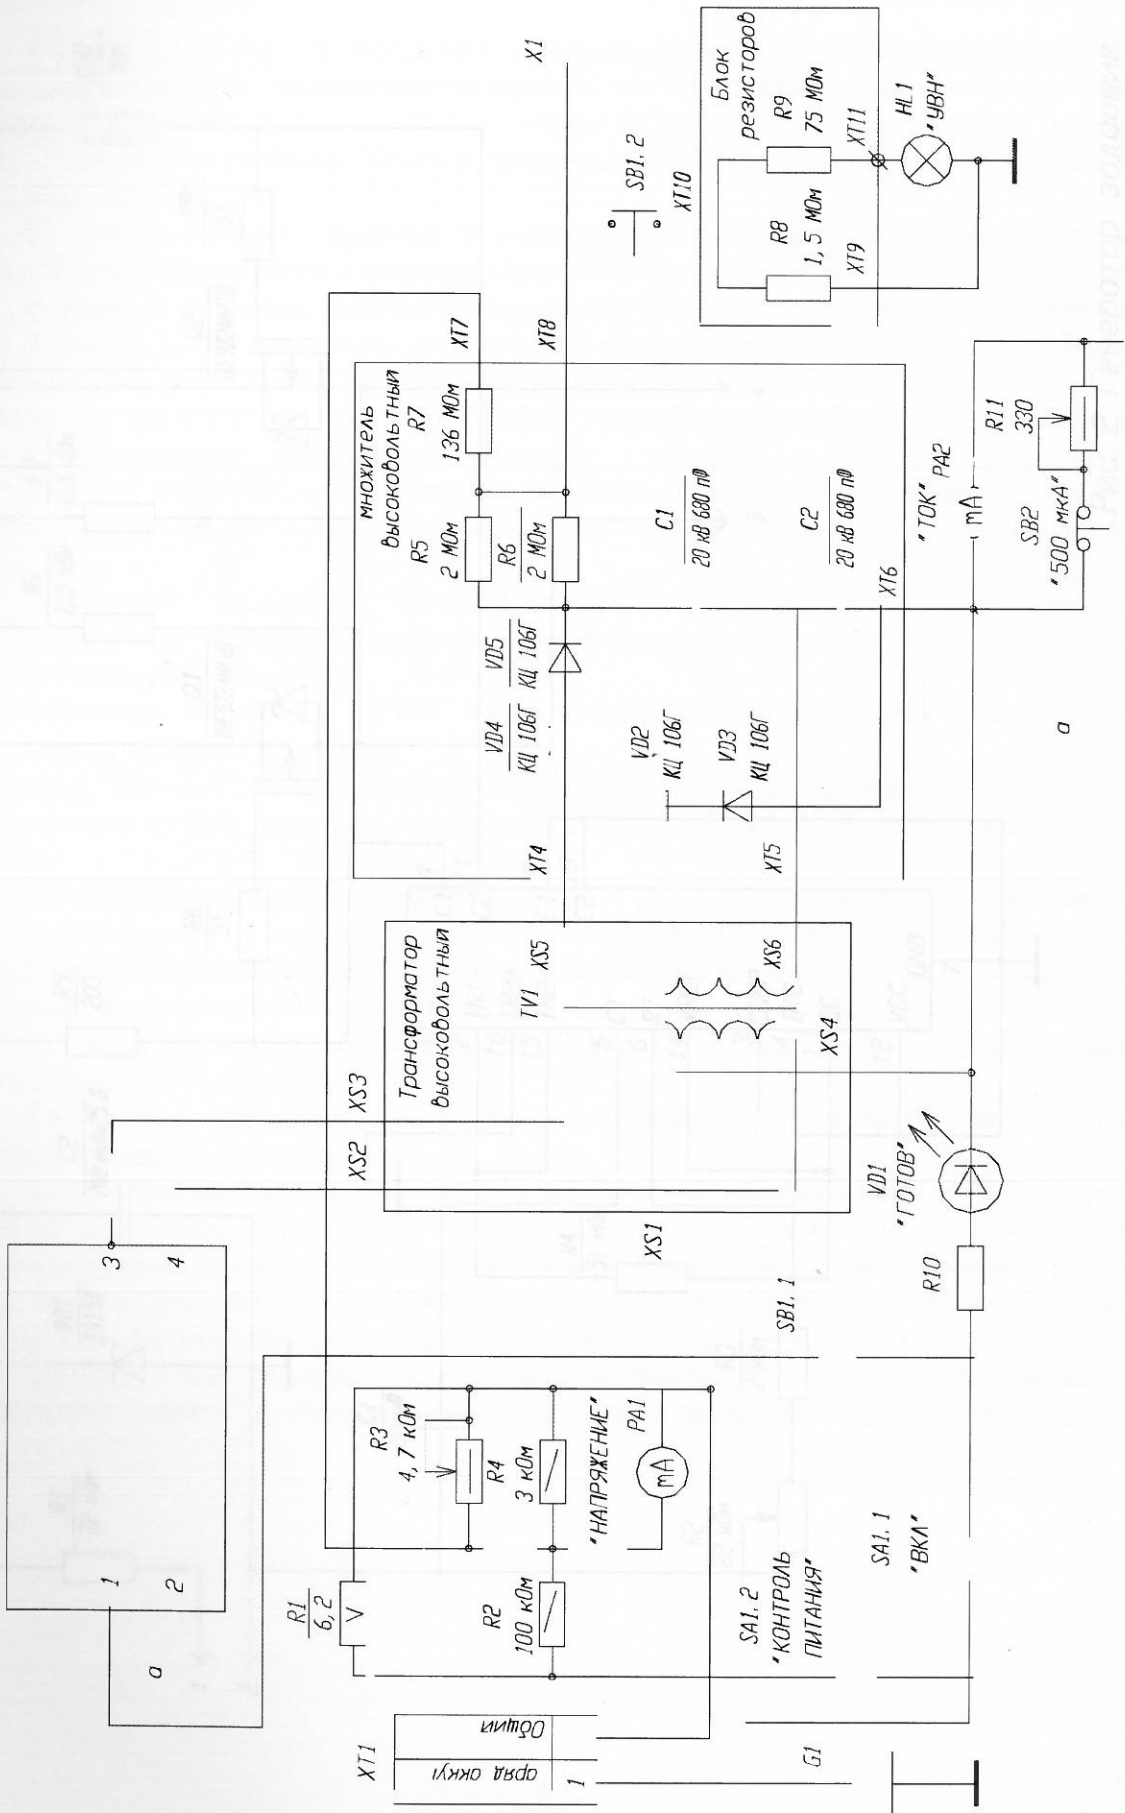 XT1
аряд акку
Общий
1
G1
а
1
2
3
4
R1
6,2
R2
100 кОм
R3
4,7 кОм
R4
3 кОм
"НАПРЯЖЕНИЕ"
PA1
mA
SA1.2
"КОНТРОЛЬ
ПИТАНИЯ"
SA1.1
"ВКЛ"
SB1.1
R10
VD1
"ГОТОВ"
XS1
XS2
XS3
Трансформатор
высоковольтный
TV1
XS5
XS6
XS4
множитель
высоковольтный
XT4
XT5
VD4
КЦ 106Г
VD5
КЦ 106Г
VD2
КЦ 106Г
VD3
КЦ 106Г
R5
2 МОм
R6
2 МОм
R7
136 МОм
C1
20 кВ 680 пФ
C2
20 кВ 680 пФ
XT6
XT7
XT8
X1
"ТОК"
PA2
mA
SB2
"500 мкА"
R11
330
а
SB1.2
XT10
Блок
резисторов
R8
1,5 МОм
R9
75 МОм
XT9
XT11
HL1
"УВН"